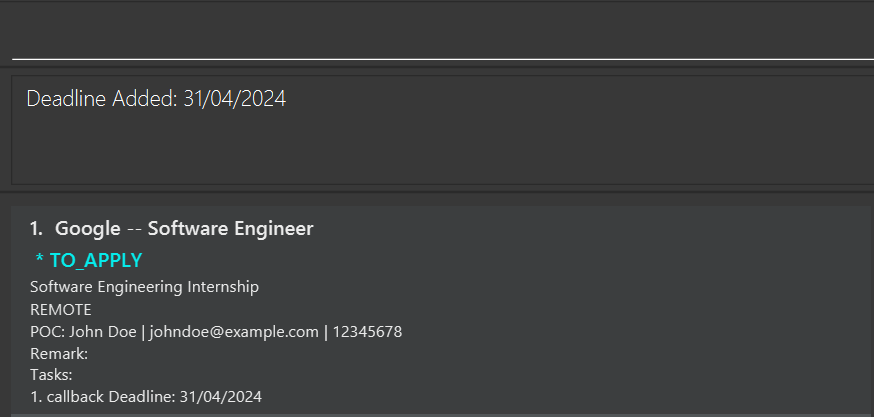 Deadline Added: 31/04/2024
1. Google -- Software Engineer
* TO_APPLY
Software Engineering Internship
REMOTE
POC: John Doe | johndoe@example.com | 12345678
Remark:
Tasks:
1. callback Deadline: 31/04/2024